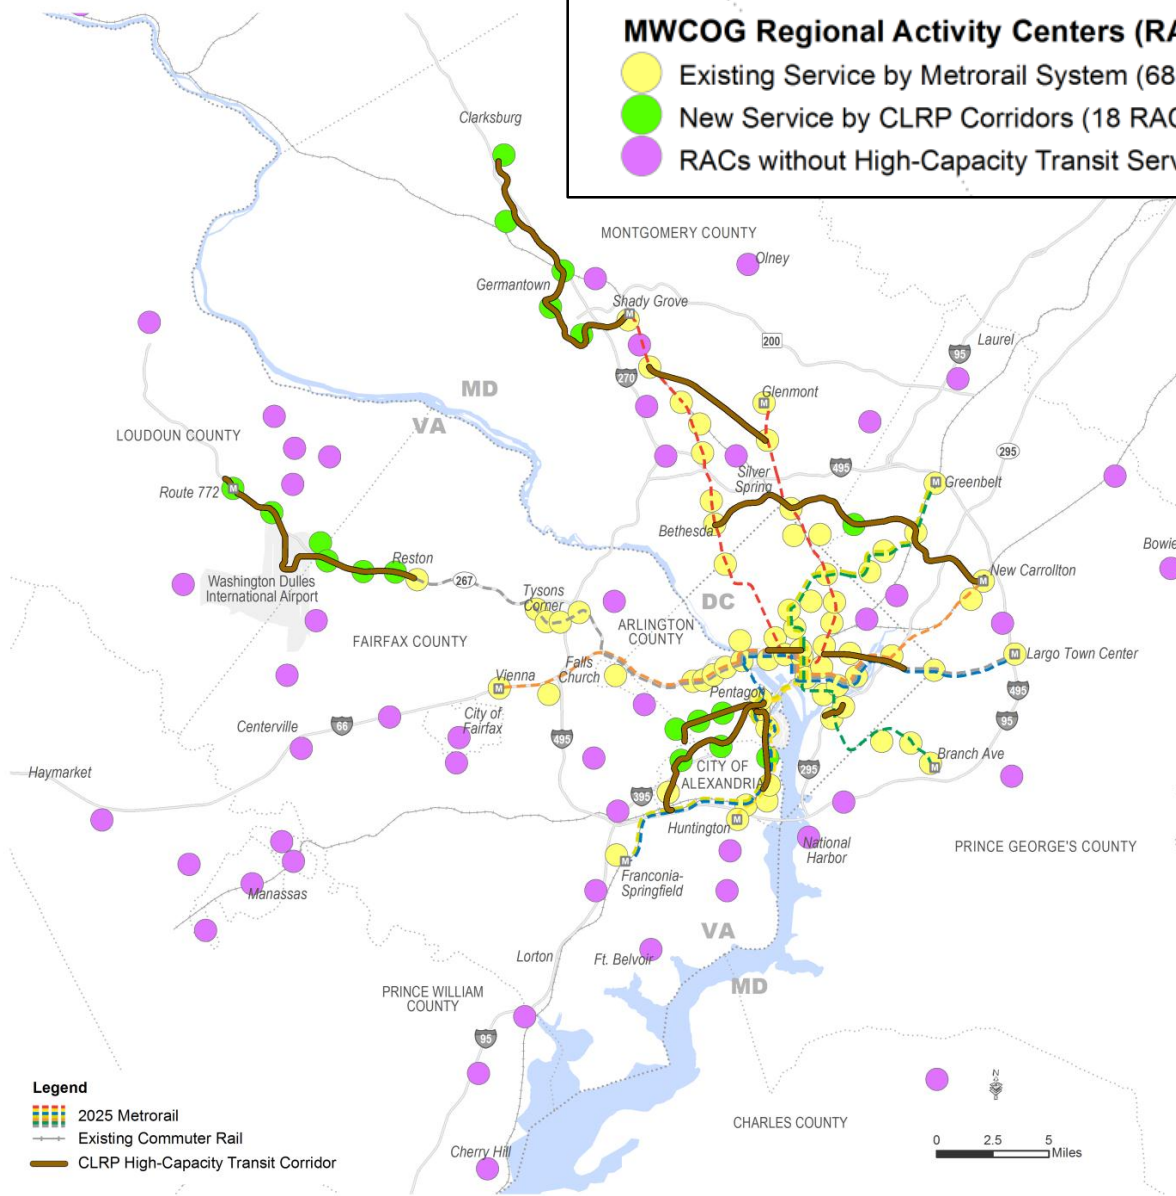 MWCOG Regional Activity Centers (RA
Existing Service by Metrorail System (68
New Service by CLRP Corridors (18 RAC
RACs without High-Capacity Transit Serv
Clarksburg
MONTGOMERY COUNTY
Olney
Germantown
Shady Grove
M
200
95
Laurel
270
MD
VA
Glenmont
M
LOUDOUN COUNTY
295
495
Silver
Spring
Route 772
M
M
Greenbelt
Bethesda
Bowie
Reston
267
M
New Carrollton
Washington Dulles
International Airport
Tysons
Corner
DC
ARLINGTON
COUNTY
FAIRFAX COUNTY
Falls
Church
M
Largo Town Center
Vienna
M
Pentagon
495
City of
Fairfax
95
Centerville
66
495
Branch Ave
M
CITY OF
ALEXANDRIA
295
Haymarket
395
Huntington
M
National
Harbor
PRINCE GEORGE'S COUNTY
M
Franconia-
Springfield
Manassas
VA
Lorton
Ft. Belvoir
MD
PRINCE WILLIAM
COUNTY
95
N
Legend
2025 Metrorail
Existing Commuter Rail
CLRP High-Capacity Transit Corridor
CHARLES COUNTY
Cherry Hill
0 2.5 5
Miles